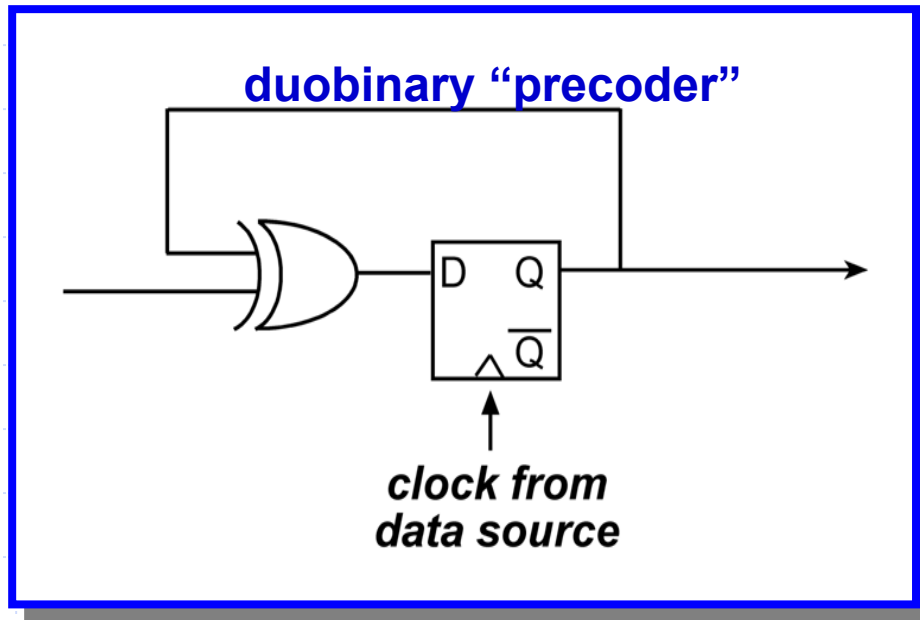 duobinary “precoder”
D Q
Q̅
clock from
data source